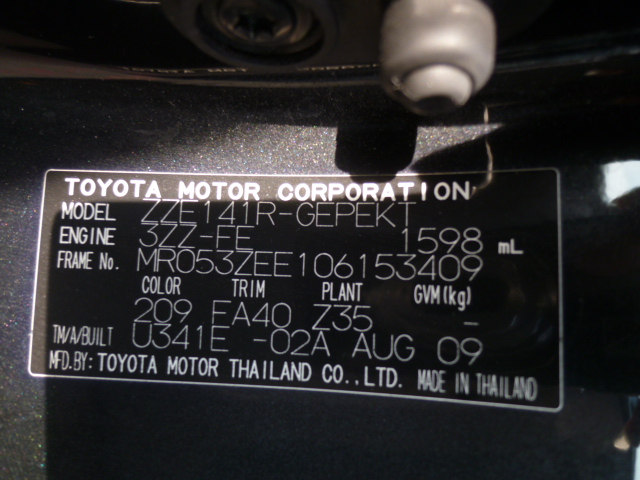 TOYOTA MOTOR CORPORATION
MODEL ZZE141R-GEPEKT
ENGINE 3ZZ-FE 1598 mL
FRAME No. MR053ZEE106153409
COLOR TRIM PLANT GVM(kg)
209 FA40 Z35 -
TM/A/BUILT U341E -02A AUG 09
MFD.BY: TOYOTA MOTOR THAILAND CO.,LTD. MADE IN THAILAND